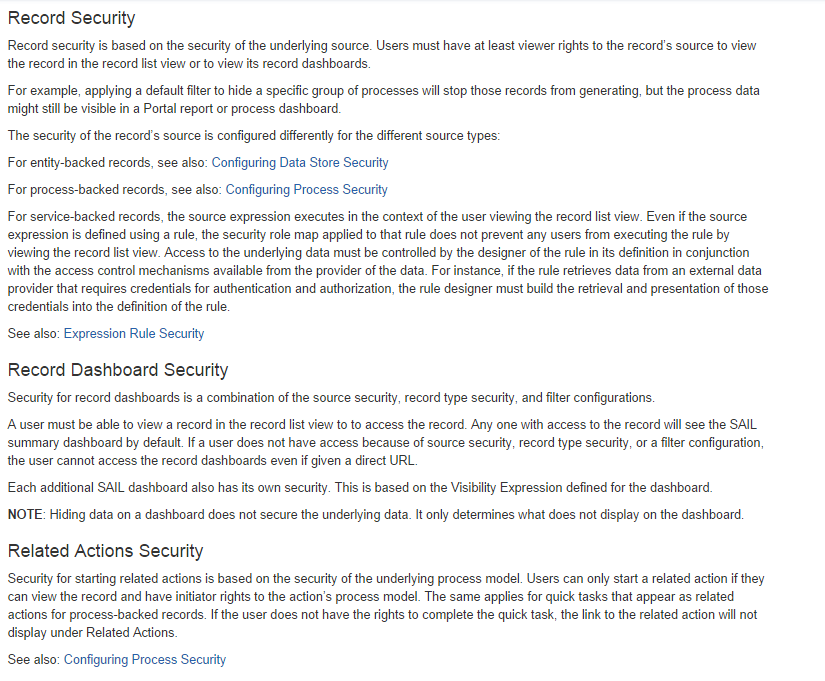 Record Security
Record security is based on the security of the underlying source. Users must have at least viewer rights to the record's source to view
the record in the record list view or to view its record dashboards.
For example, applying a default filter to hide a specific group of processes will stop those records from generating, but the process data
might still be visible in a Portal report or process dashboard.
The security of the record's source is configured differently for the different source types:
For entity-backed records, see also: Configuring Data Store Security
For process-backed records, see also: Configuring Process Security
For service-backed records, the source expression executes in the context of the user viewing the record list view. Even if the source
expression is defined using a rule, the security role map applied to that rule does not prevent any users from executing the rule by
viewing the record list view. Access to the underlying data must be controlled by the designer of the rule in its definition in conjunction
with the access control mechanisms available from the provider of the data. For instance, if the rule retrieves data from an external data
provider that requires credentials for authentication and authorization, the rule designer must build the retrieval and presentation of those
credentials into the definition of the rule.
See also: Expression Rule Security
Record Dashboard Security
Security for record dashboards is a combination of the source security, record type security, and filter configurations.
A user must be able to view a record in the record list view to to access the record. Any one with access to the record will see the SAIL
summary dashboard by default. If a user does not have access because of source security, record type security, or a filter configuration,
the user cannot access the record dashboards even if given a direct URL.
Each additional SAIL dashboard also has its own security. This is based on the Visibility Expression defined for the dashboard.
NOTE: Hiding data on a dashboard does not secure the underlying data. It only determines what does not display on the dashboard.
Related Actions Security
Security for starting related actions is based on the security of the underlying process model. Users can only start a related action if they
can view the record and have initiator rights to the action's process model. The same applies for quick tasks that appear as related
actions for process-backed records. If the user does not have the rights to complete the quick task, the link to the related action will not
display under Related Actions.
See also: Configuring Process Security